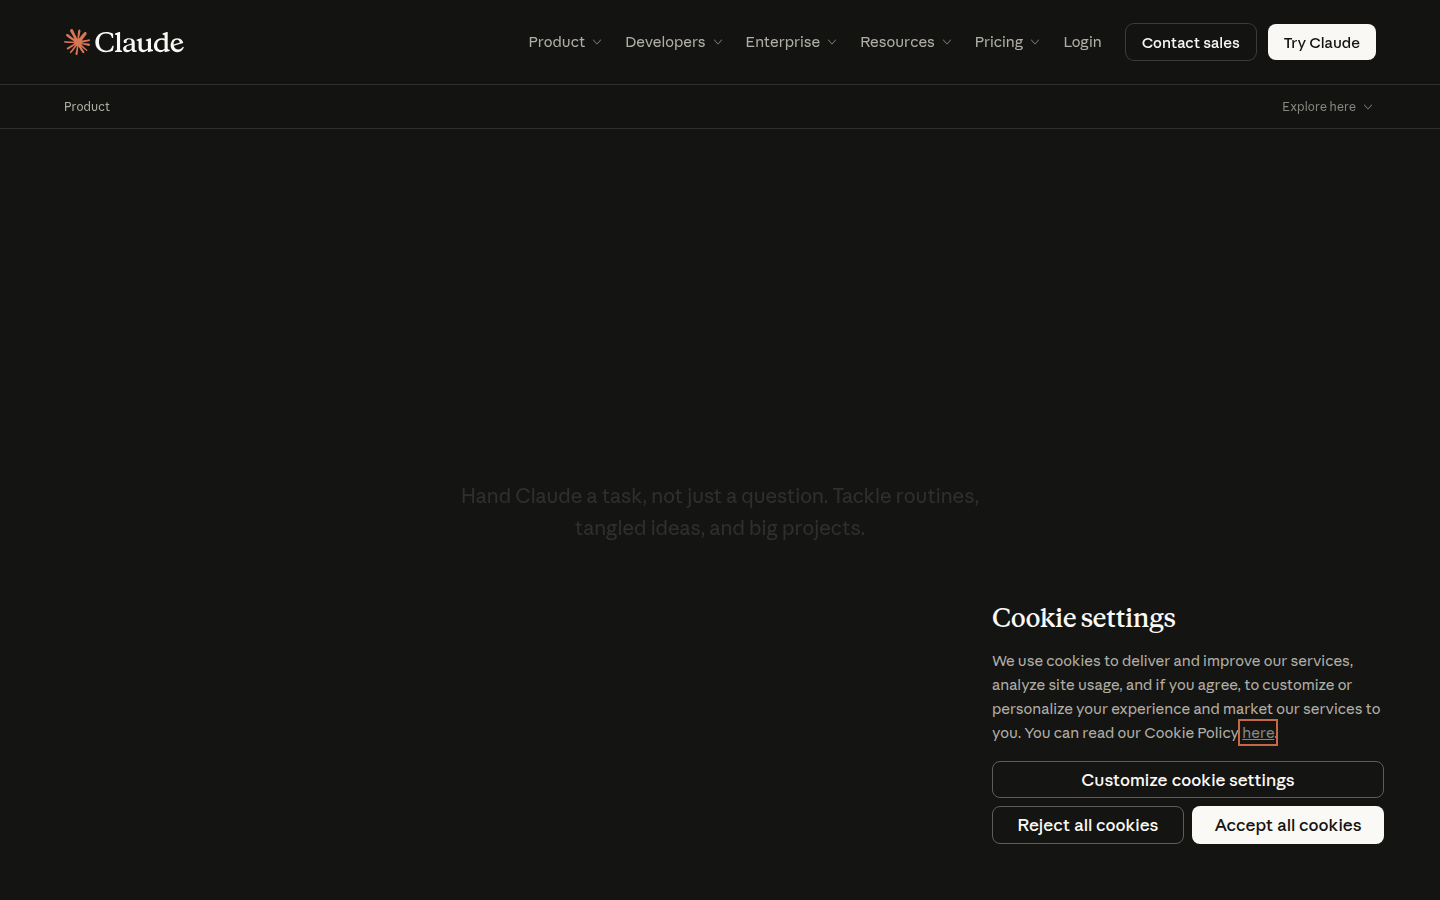 Claude
Product
Developers
Enterprise
Resources
Pricing
Login
Contact sales
Try Claude
Product
Explore here
Hand Claude a task, not just a question. Tackle routines,
tangled ideas, and big projects.
Cookie settings
We use cookies to deliver and improve our services,
analyze site usage, and if you agree, to customize or
personalize your experience and market our services to
you. You can read our Cookie Policy here.
Customize cookie settings
Reject all cookies
Accept all cookies